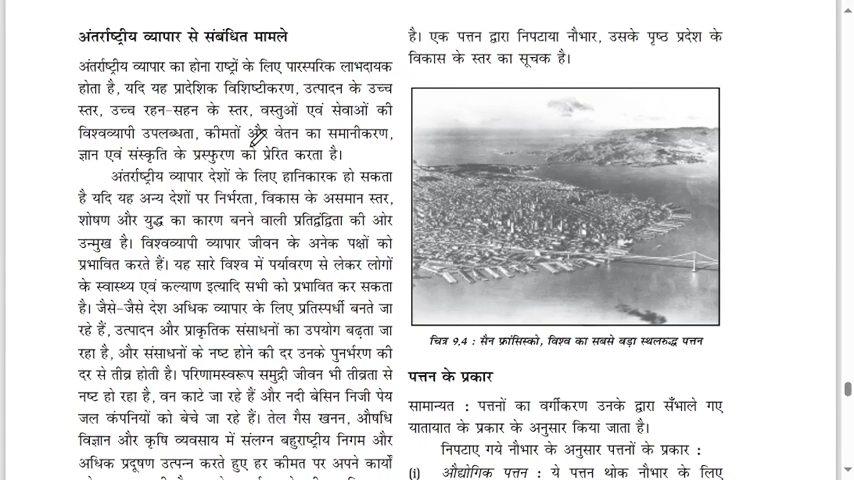 अंतर्राष्ट्रीय व्यापार से संबंधित मामले
अंतर्राष्ट्रीय व्यापार का होना राष्ट्रों के लिए पारस्परिक लाभदायक
होता है, यदि यह प्रादेशिक विशिष्टीकरण, उत्पादन के उच्च
स्तर, उच्च रहन-सहन के स्तर, वस्तुओं एवं सेवाओं की
विश्वव्यापी उपलब्धता, कीमतों और वेतन का समानीकरण,
ज्ञान एवं संस्कृति के प्रस्फुरण को प्रेरित करता है।
अंतर्राष्ट्रीय व्यापार देशों के लिए हानिकारक हो सकता
है यदि यह अन्य देशों पर निर्भरता, विकास के असमान स्तर,
शोषण और युद्ध का कारण बनने वाली प्रतिद्वंद्विता की ओर
उन्मुख है। विश्वव्यापी व्यापार जीवन के अनेक पक्षों को
प्रभावित करते हैं। यह सारे विश्व में पर्यावरण से लेकर लोगों
के स्वास्थ्य एवं कल्याण इत्यादि सभी को प्रभावित कर सकता
है। जैसे-जैसे देश अधिक व्यापार के लिए प्रतिस्पर्धी बनते जा
रहे हैं, उत्पादन और प्राकृतिक संसाधनों का उपयोग बढ़ता जा
रहा है, और संसाधनों के नष्ट होने की दर उनके पुनर्भरण की
दर से तीव्र होती है। परिणामस्वरूप समुद्री जीवन भी तीव्रता से
नष्ट हो रहा है, वन काटे जा रहे हैं और नदी बेसिन निजी पेय
जल कंपनियों को बेचे जा रहे हैं। तेल गैस खनन, औषधि
विज्ञान और कृषि व्यवसाय में संलग्न बहुराष्ट्रीय निगम और
अधिक प्रदूषण उत्पन्न करते हुए हर कीमत पर अपने कार्यों
है। एक पत्तन द्वारा निपटाया नौभार, उसके पृष्ठ प्रदेश के
विकास के स्तर का सूचक है।
चित्र 9.4 : सैन फ्रांसिस्को, विश्व का सबसे बड़ा स्थलरुद्ध पत्तन
पत्तन के प्रकार
सामान्यत : पत्तनों का वर्गीकरण उनके द्वारा सँभाले गए
यातायात के प्रकार के अनुसार किया जाता है।
निपटाए गये नौभार के अनुसार पत्तनों के प्रकार :
(i) औद्योगिक पत्तन : ये पत्तन थोक नौभार के लिए